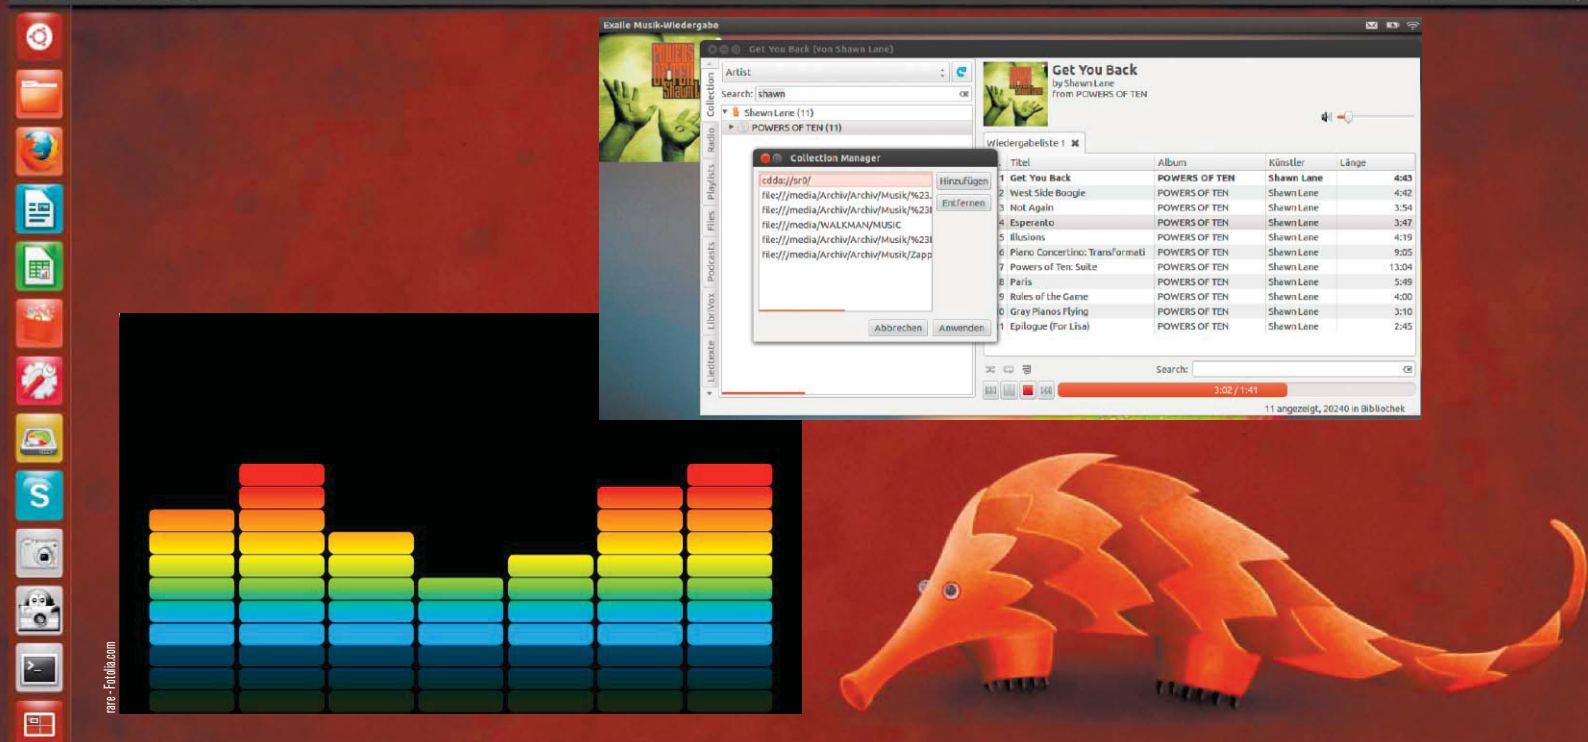 Exaile Musik-Wiedergabe
POWERS
OF TEN
Shawn Lane
Get You Back (von Shawn Lane)
Collection
Radio
Playlists
Files
Podcasts
LibriVox
Liedtexte
Artist
Search: shawn
Shawn Lane (11)
POWERS OF TEN (11)
Get You Back
by Shawn Lane
from POWERS OF TEN
Wiedergabeliste 1
Titel Album Künstler Länge
1 Get You Back POWERS OF TEN Shawn Lane 4:43
2 West Side Boogie POWERS OF TEN Shawn Lane 4:42
3 Not Again POWERS OF TEN Shawn Lane 3:54
4 Esperanto POWERS OF TEN Shawn Lane 3:47
5 Illusions POWERS OF TEN Shawn Lane 4:19
6 Piano Concertino: Transformati POWERS OF TEN Shawn Lane 9:05
7 Powers of Ten: Suite POWERS OF TEN Shawn Lane 13:04
8 Paris POWERS OF TEN Shawn Lane 5:49
9 Rules of the Game POWERS OF TEN Shawn Lane 4:00
0 Gray Pianos Flying POWERS OF TEN Shawn Lane 3:10
1 Epilogue (For Lisa) POWERS OF TEN Shawn Lane 2:45
Collection Manager
cdda://sr0/
file:///media/Archiv/Archiv/Musik/%23.
file:///media/Archiv/Archiv/Musik/%23I
file:///media/WALKMAN/MUSIC
file:///media/Archiv/Archiv/Musik/%23I
file:///media/Archiv/Archiv/Musik/Zapp
Hinzufügen
Entfernen
Abbrechen Anwenden
Search:
3:02 / 1:41
11 angezeigt, 20240 in Bibliothek
S
>_
rare - Fotolia.com